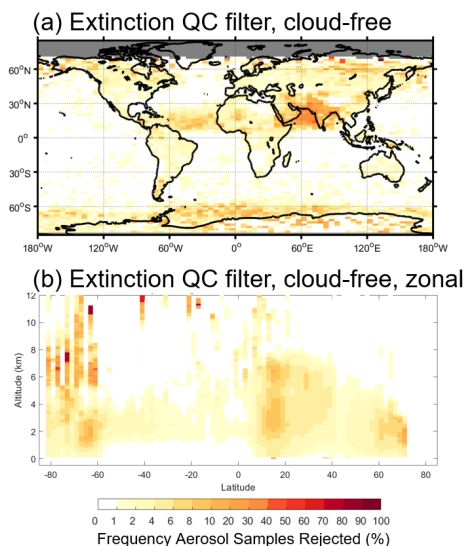 (a) Extinction QC filter, cloud-free
60°N
30°N
0°
30°S
60°S
180°W 120°W 60°W 0°E 60°E 120°E 180°W
(b) Extinction QC filter, cloud-free, zonal
12
10
8
6
4
2
0
Altitude (km)
-80 -60 -40 -20 0 20 40 60 80
Latitude
0 1 2 4 6 8 10 20 30 40 50 60 70 80 90 100
Frequency Aerosol Samples Rejected (%)